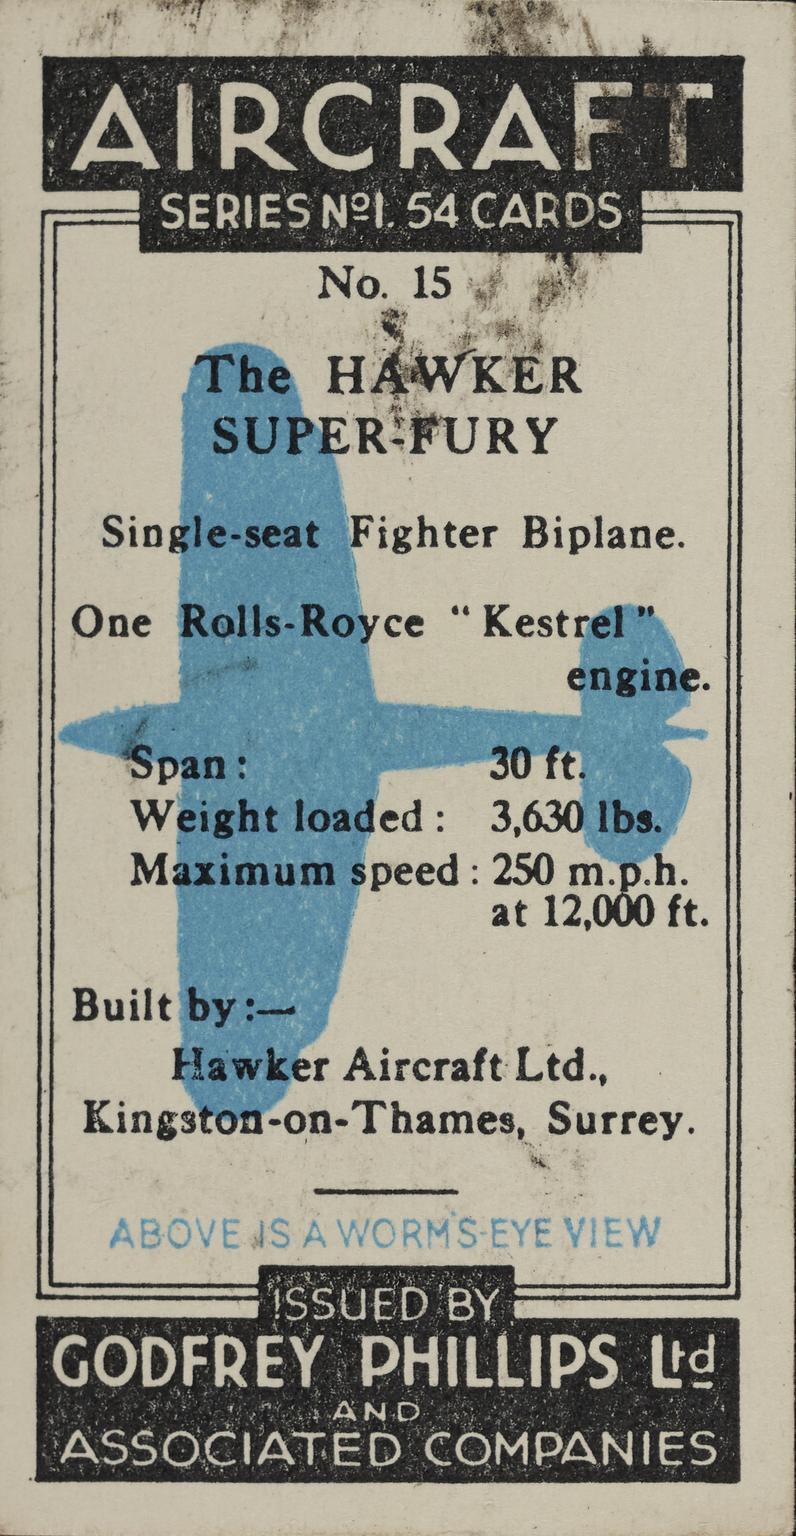 AIRCRAFT
SERIES Nº1. 54 CARDS
No. 15
The HAWKER
SUPER-FURY
Single-seat Fighter Biplane.
One Rolls-Royce "Kestrel"
engine.
Span: 30 ft.
Weight loaded: 3,630 lbs.
Maximum speed: 250 m.p.h.
at 12,000 ft.
Built by:—
Hawker Aircraft Ltd.,
Kingston-on-Thames, Surrey.
ABOVE IS A WORM'S-EYE VIEW
ISSUED BY
GODFREY PHILLIPS Ltd
AND
ASSOCIATED COMPANIES